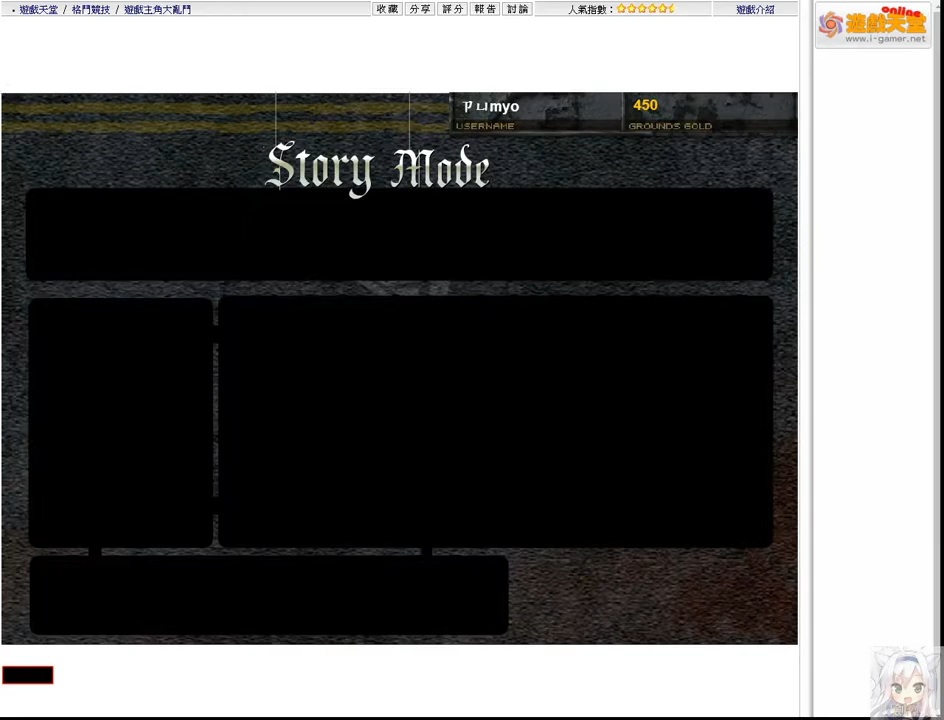 ・遊戲天堂 / 格鬥競技 / 遊戲主角大亂鬥 收藏 分享 評分 報告 討論 人氣指數： 遊戲介紹
online
遊戲天堂
www.i-gamer.net
ㄗㄩmyo 450
USERNAME GROUNDS GOLD
Story Mode